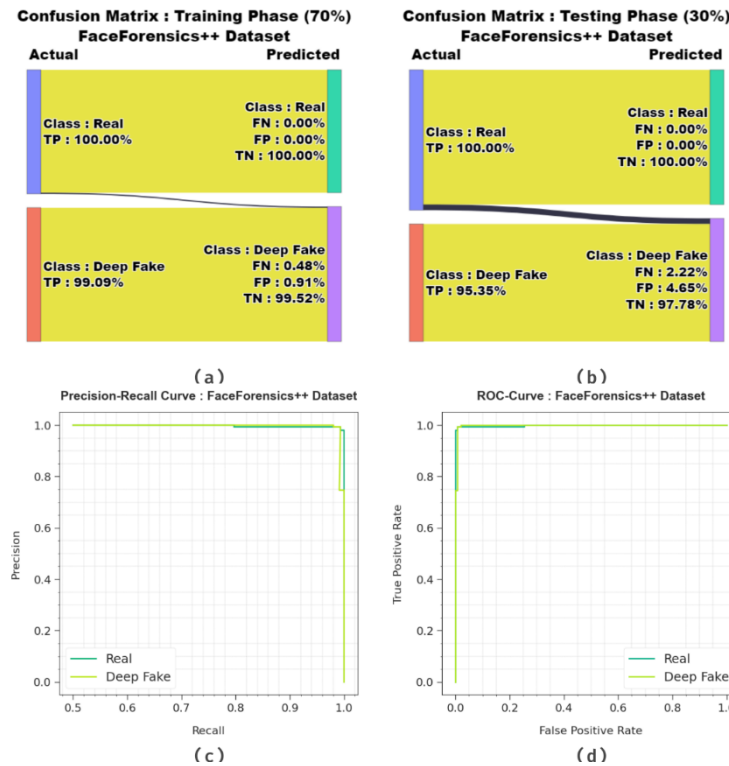 Confusion Matrix : Training Phase (70%)
FaceForensics++ Dataset
Actual
Predicted
Class : Real
TP : 100.00%
Class : Real
FN : 0.00%
FP : 0.00%
TN : 100.00%
Class : Deep Fake
TP : 99.09%
Class : Deep Fake
FN : 0.48%
FP : 0.91%
TN : 99.52%
(a)
Confusion Matrix : Testing Phase (30%)
FaceForensics++ Dataset
Actual
Predicted
Class : Real
TP : 100.00%
Class : Real
FN : 0.00%
FP : 0.00%
TN : 100.00%
Class : Deep Fake
TP : 95.35%
Class : Deep Fake
FN : 2.22%
FP : 4.65%
TN : 97.78%
(b)
Precision-Recall Curve : FaceForensics++ Dataset
Precision
1.0
0.8
0.6
0.4
0.2
0.0
Real
Deep Fake
0.5 0.6 0.7 0.8 0.9 1.0
Recall
(c)
ROC-Curve : FaceForensics++ Dataset
True Positive Rate
1.0
0.8
0.6
0.4
0.2
0.0
Real
Deep Fake
0.0 0.2 0.4 0.6 0.8 1.0
False Positive Rate
(d)